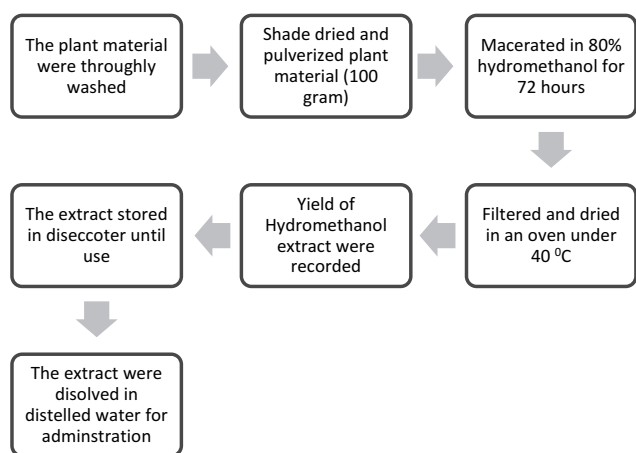 The plant material
were throughly
washed
Shade dried and
pulverized plant
material (100
gram)
Macerated in 80%
hydromethanol for
72 hours
Filtered and dried
in an oven under
40 ⁰C
Yield of
Hydromethanol
extract were
recorded
The extract stored
in diseccoter until
use
The extract were
disolved in
distelled water for
adminstration